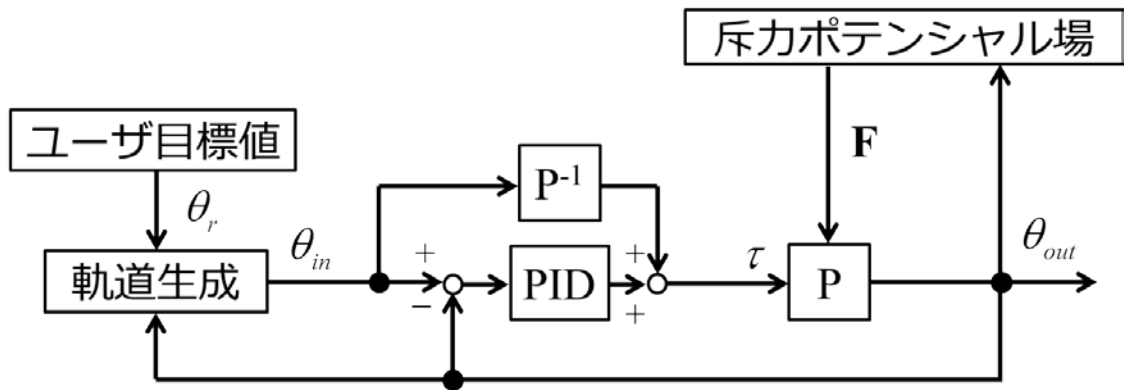 斥力ポテンシャル場
ユーザ目標値
F
P-1
θr
θin
θout
軌道生成
+
−
PID
+
+
τ
P